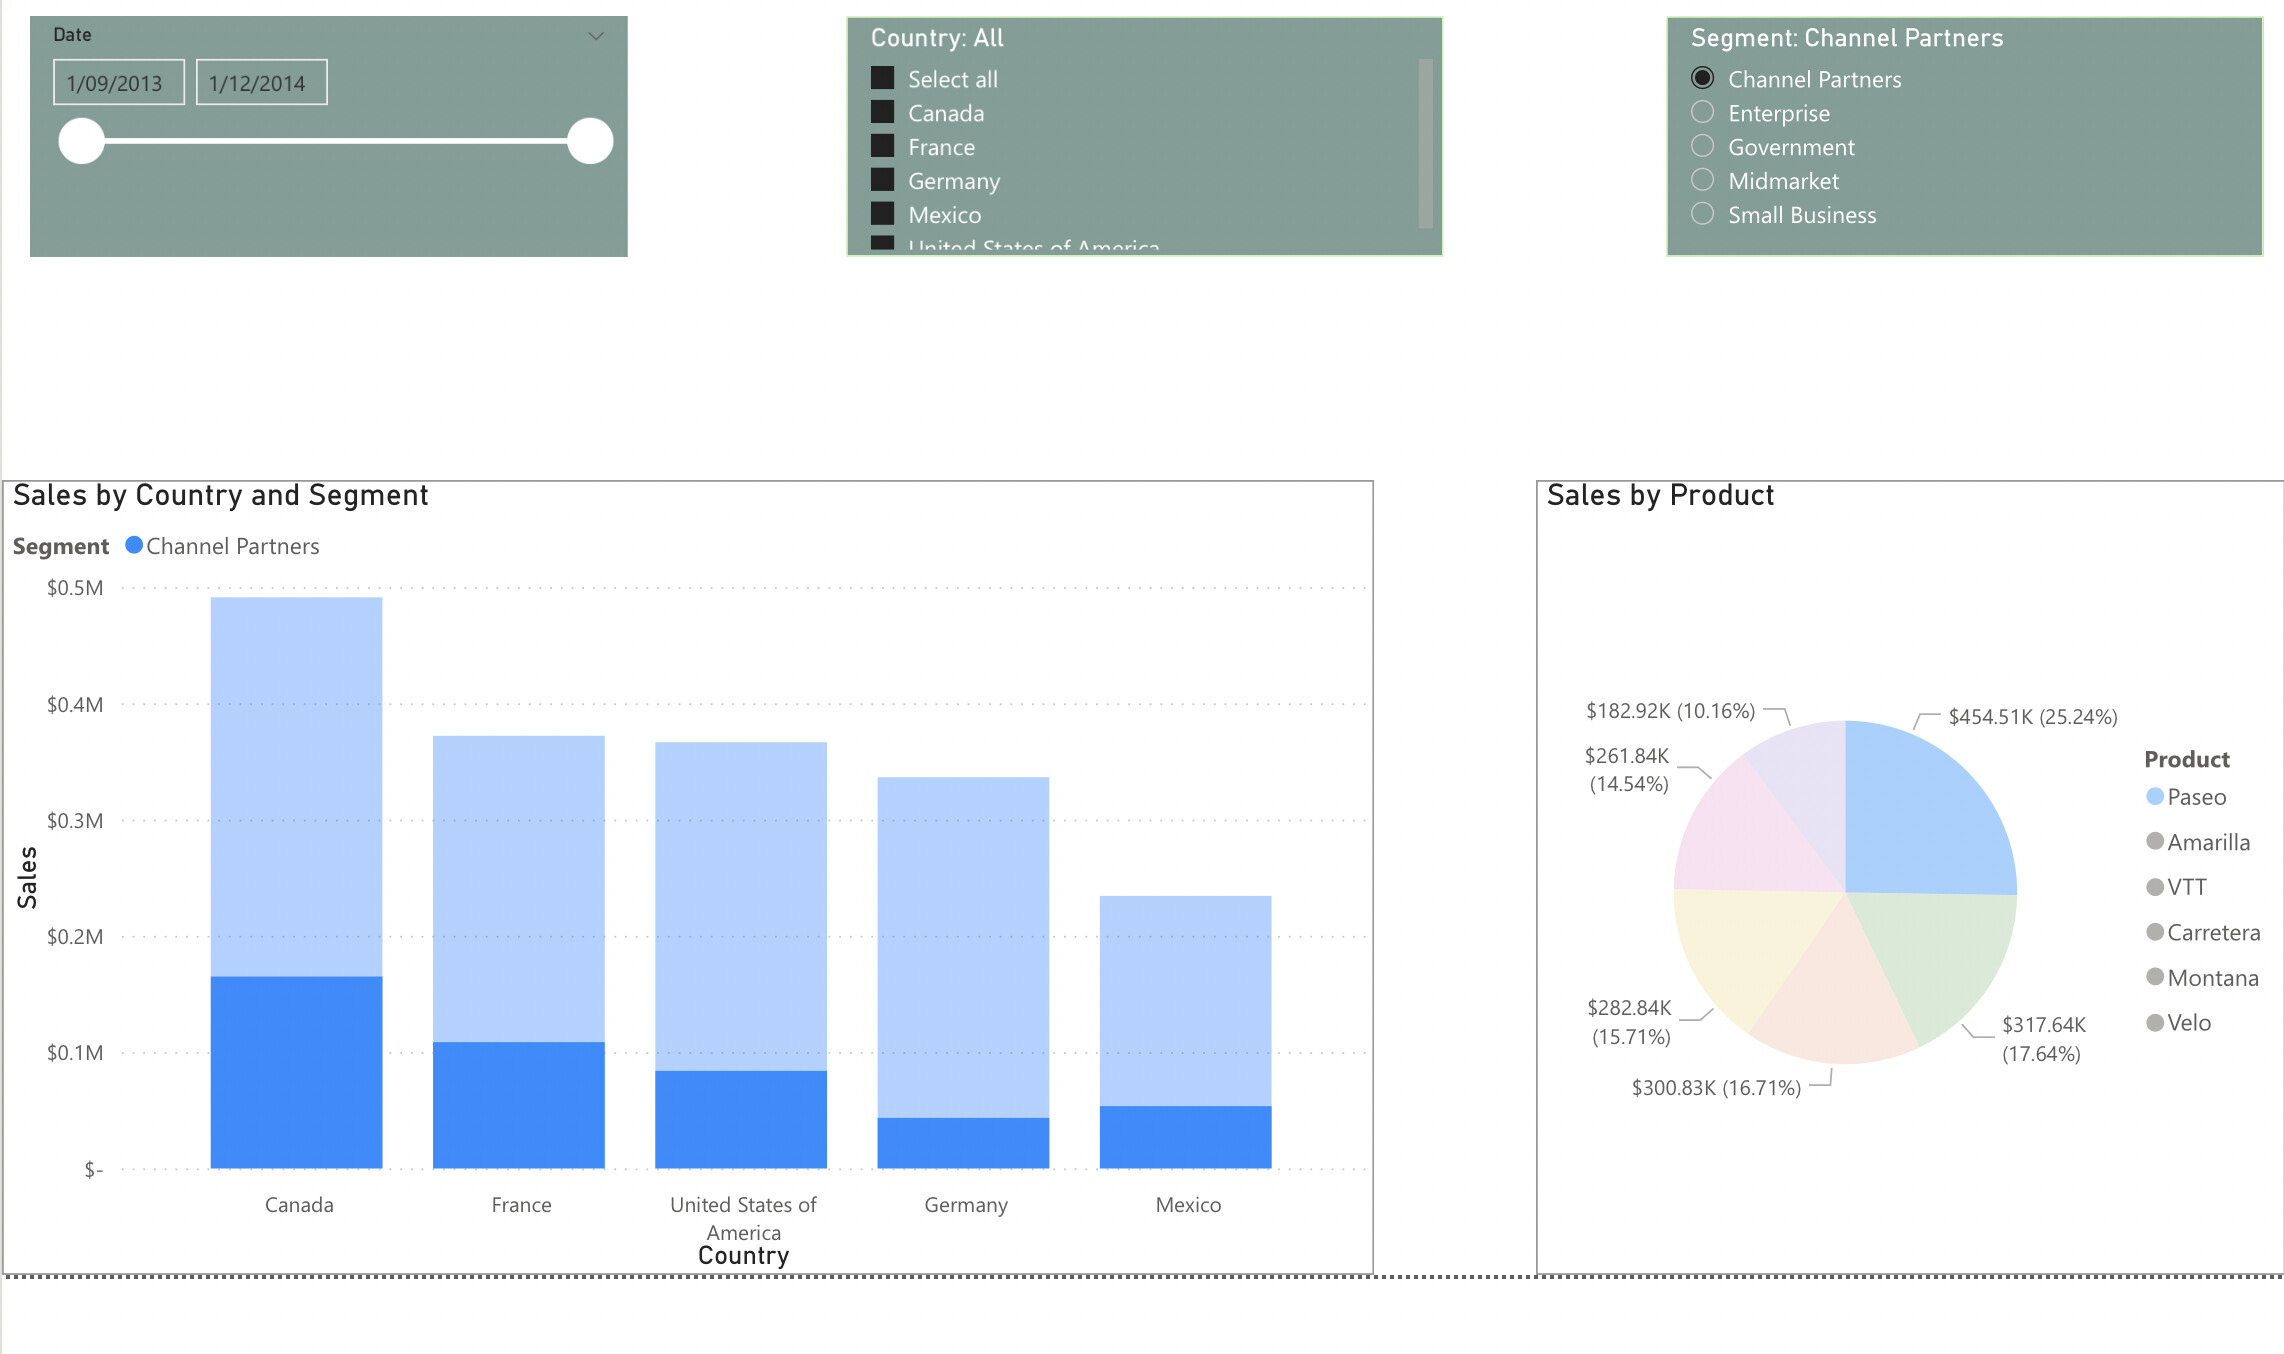 Date
1/09/2013
1/12/2014
Country: All
Select all
Canada
France
Germany
Mexico
United States of America
Segment: Channel Partners
Channel Partners
Enterprise
Government
Midmarket
Small Business
Sales by Country and Segment
Segment
Channel Partners
$0.5M
$0.4M
$0.3M
$0.2M
$0.1M
$-
Sales
Canada
France
United States of
America
Germany
Mexico
Country
Sales by Product
$182.92K (10.16%)
$454.51K (25.24%)
$261.84K
(14.54%)
$282.84K
(15.71%)
$300.83K (16.71%)
$317.64K
(17.64%)
Product
Paseo
Amarilla
VTT
Carretera
Montana
Velo